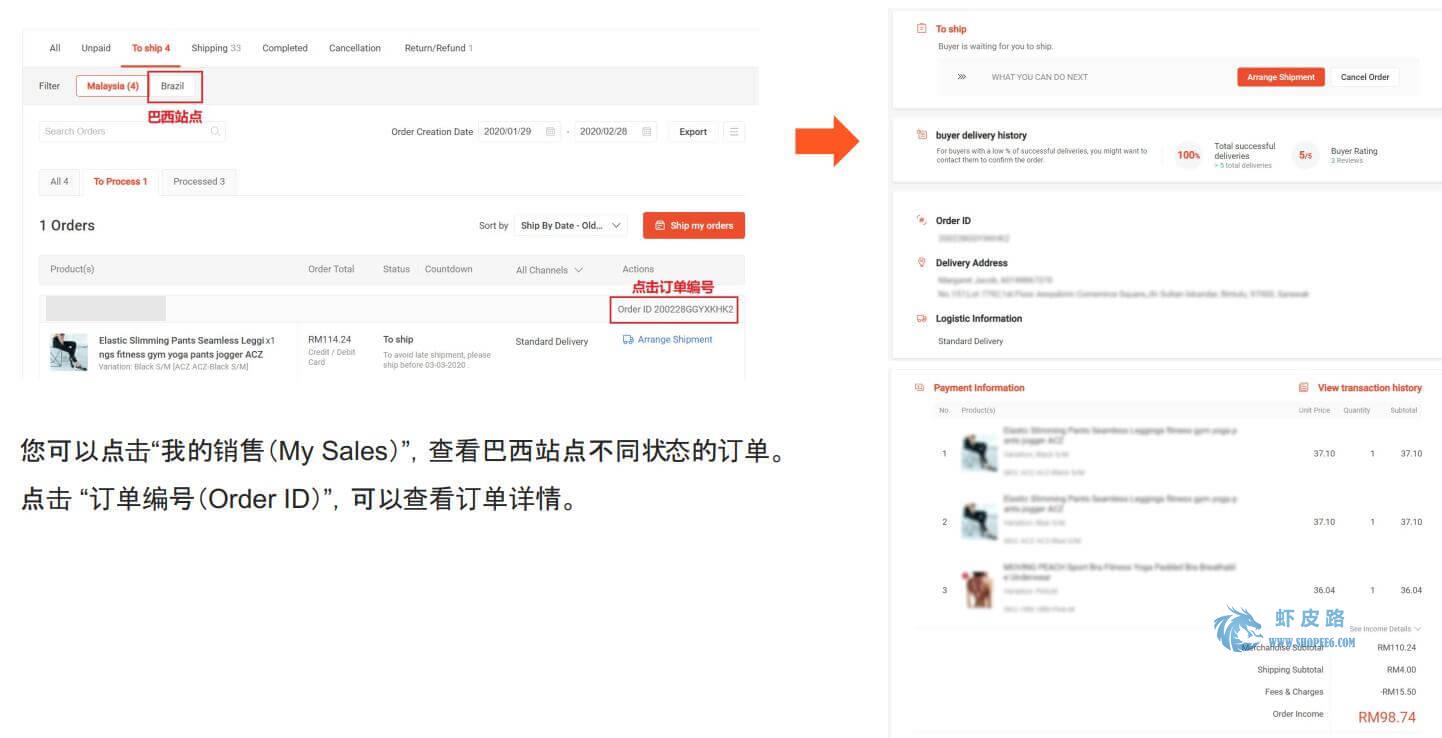 All Unpaid To ship 4 Shipping 33 Completed Cancellation Return/Refund 1
Filter Malaysia (4) Brazil
巴西站点
Search Orders Order Creation Date 2020/01/29 - 2020/02/28 Export
All 4 To Process 1 Processed 3
1 Orders Sort by Ship By Date - Old... Ship my orders
Product(s) Order Total Status Countdown All Channels Actions
点击订单编号
Order ID 200228GGYXKHK2
Elastic Slimming Pants Seamless Leggi x1 RM114.24 To ship Standard Delivery Arrange Shipment
ngs fitness gym yoga pants jogger ACZ Credit / Debit To avoid late shipment, please
Variation: Black S/M [ACZ ACZ-Black S/M] Card ship before 03-03-2020
您可以点击“我的销售(My Sales)”, 查看巴西站点不同状态的订单。
点击 “订单编号(Order ID)”, 可以查看订单详情。
To ship
Buyer is waiting for you to ship.
WHAT YOU CAN DO NEXT Arrange Shipment Cancel Order
buyer delivery history
For buyers with a low % of successful deliveries, you might want to
contact them to confirm the order.
100% Total successful
deliveries
> 5 total deliveries
5/5 Buyer Rating
3 Reviews
Order ID
Delivery Address
Logistic Information
Standard Delivery
Payment Information View transaction history
No. Product(s) Unit Price Quantity Subtotal
1 37.10 1 37.10
2 37.10 1 37.10
3 36.04 1 36.04
虾皮路
WWW.SHOPEE6.COM
See Income Details
Merchandise Subtotal RM110.24
Shipping Subtotal RM4.00
Fees & Charges -RM15.50
Order Income RM98.74